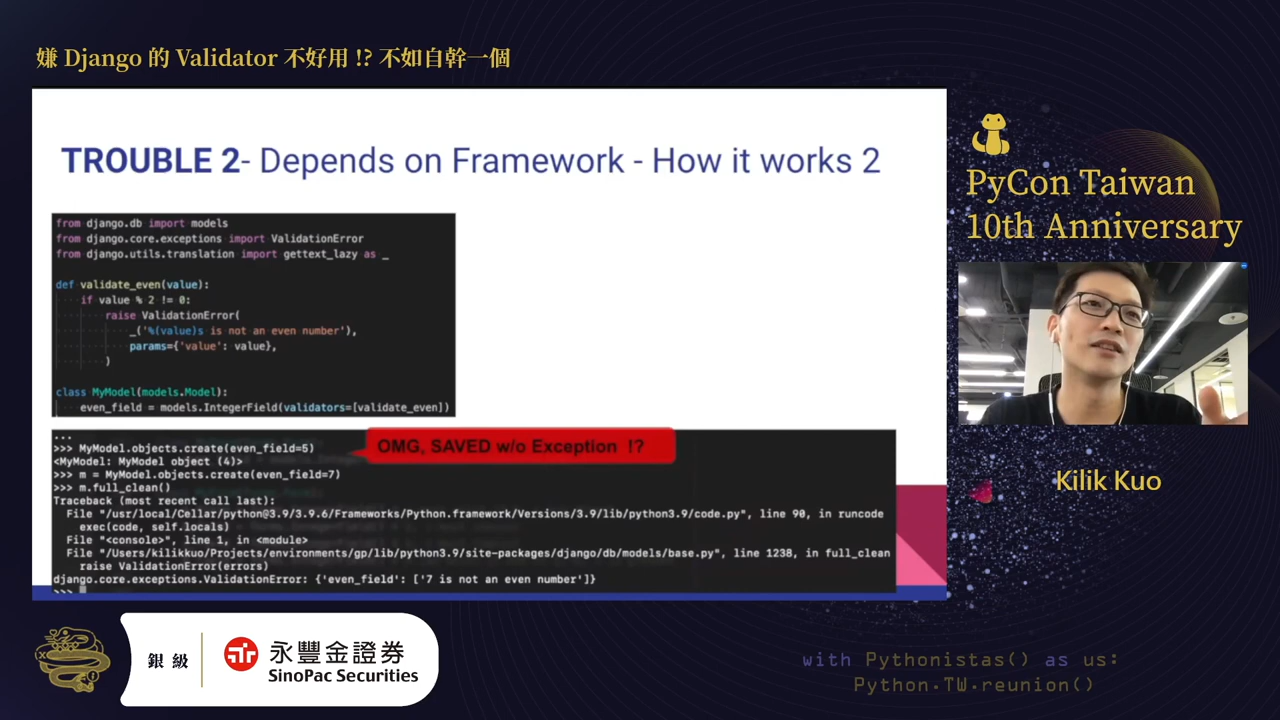 嫌 Django 的 Validator 不好用 !? 不如自幹一個
TROUBLE 2- Depends on Framework - How it works 2
from django.db import models
from django.core.exceptions import ValidationError
from django.utils.translation import gettext_lazy as _
def validate_even(value):
if value % 2 != 0:
raise ValidationError(
_('%(value)s is not an even number'),
params={'value': value},
)
class MyModel(models.Model):
even_field = models.IntegerField(validators=[validate_even])
...
>>> MyModel.objects.create(even_field=5)
OMG, SAVED w/o Exception !?
<MyModel: MyModel object (4)>
>>> m = MyModel.objects.create(even_field=7)
>>> m.full_clean()
Traceback (most recent call last):
File "/usr/local/Cellar/python@3.9/3.9.6/Frameworks/Python.framework/Versions/3.9/lib/python3.9/code.py", line 90, in runcode
exec(code, self.locals)
File "<console>", line 1, in <module>
File "/Users/kilikkuo/Projects/environments/gp/lib/python3.9/site-packages/django/db/models/base.py", line 1238, in full_clean
raise ValidationError(errors)
django.core.exceptions.ValidationError: {'even_field': ['7 is not an even number']}
>>>
PyCon Taiwan
10th Anniversary
Kilik Kuo
銀級
永豐金證券
SinoPac Securities
with Pythonistas() as us:
Python.TW.reunion()